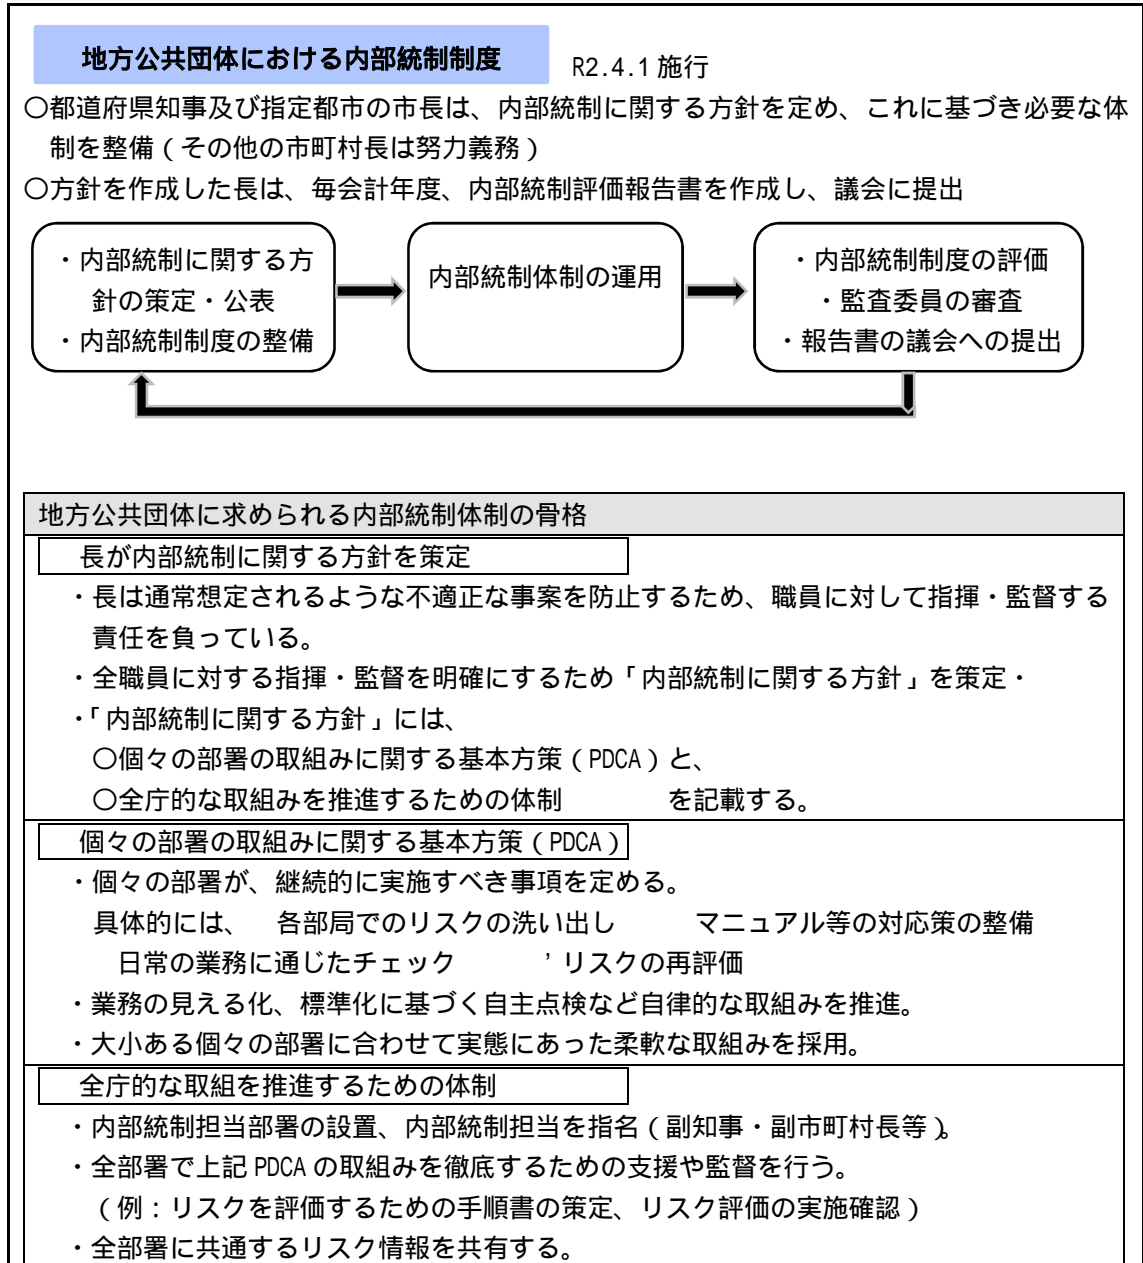 地方公共団体における内部統制制度 R2.4.1施行
〇都道府県知事及び指定都市の市長は、内部統制に関する方針を定め、これに基づき必要な体
制を整備（その他の市町村長は努力義務）
〇方針を作成した長は、毎会計年度、内部統制評価報告書を作成し、議会に提出
・内部統制に関する方
針の策定・公表
・内部統制制度の整備
内部統制体制の運用
・内部統制制度の評価
・監査委員の審査
・報告書の議会への提出
地方公共団体に求められる内部統制体制の骨格
長が内部統制に関する方針を策定
・長は通常想定されるような不適正な事案を防止するため、職員に対して指揮・監督する
責任を負っている。
・全職員に対する指揮・監督を明確にするため「内部統制に関する方針」を策定・
・「内部統制に関する方針」には、
〇個々の部署の取組みに関する基本方策（PDCA）と、
〇全庁的な取組みを推進するための体制 を記載する。
個々の部署の取組みに関する基本方策（PDCA）
・個々の部署が、継続的に実施すべき事項を定める。
具体的には、 各部局でのリスクの洗い出し マニュアル等の対応策の整備
日常の業務に通じたチェック ’リスクの再評価
・業務の見える化、標準化に基づく自主点検など自律的な取組みを推進。
・大小ある個々の部署に合わせて実態にあった柔軟な取組みを採用。
全庁的な取組を推進するための体制
・内部統制担当部署の設置、内部統制担当を指名（副知事・副市町村長等）。
・全部署で上記PDCAの取組みを徹底するための支援や監督を行う。
（例：リスクを評価するための手順書の策定、リスク評価の実施確認）
・全部署に共通するリスク情報を共有する。